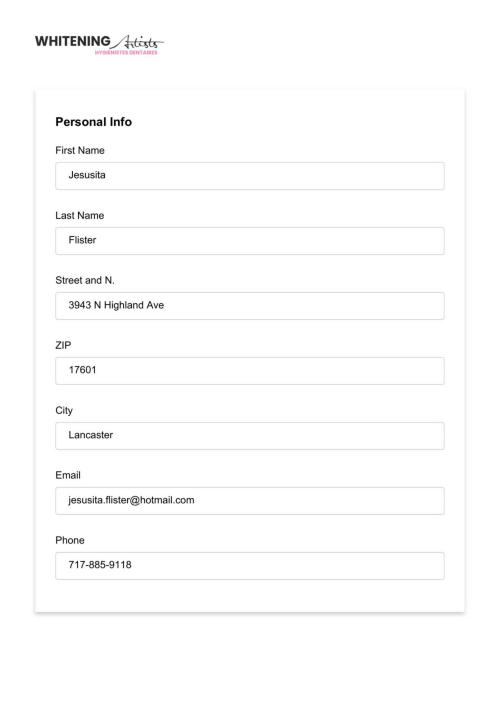 WHITENING Artists
HYGIÉNISTES DENTAIRES
Personal Info
First Name
Jesusita
Last Name
Flister
Street and N.
3943 N Highland Ave
ZIP
17601
City
Lancaster
Email
jesusita.flister@hotmail.com
Phone
717-885-9118